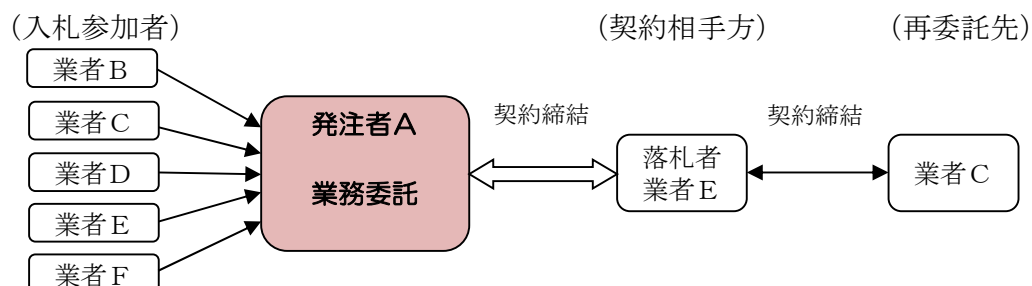 （入札参加者）
（契約相手方）
（再委託先）
業者Ｂ
業者Ｃ
業者Ｄ
業者Ｅ
業者Ｆ
発注者Ａ
業務委託
契約締結
落札者
業者Ｅ
契約締結
業者Ｃ